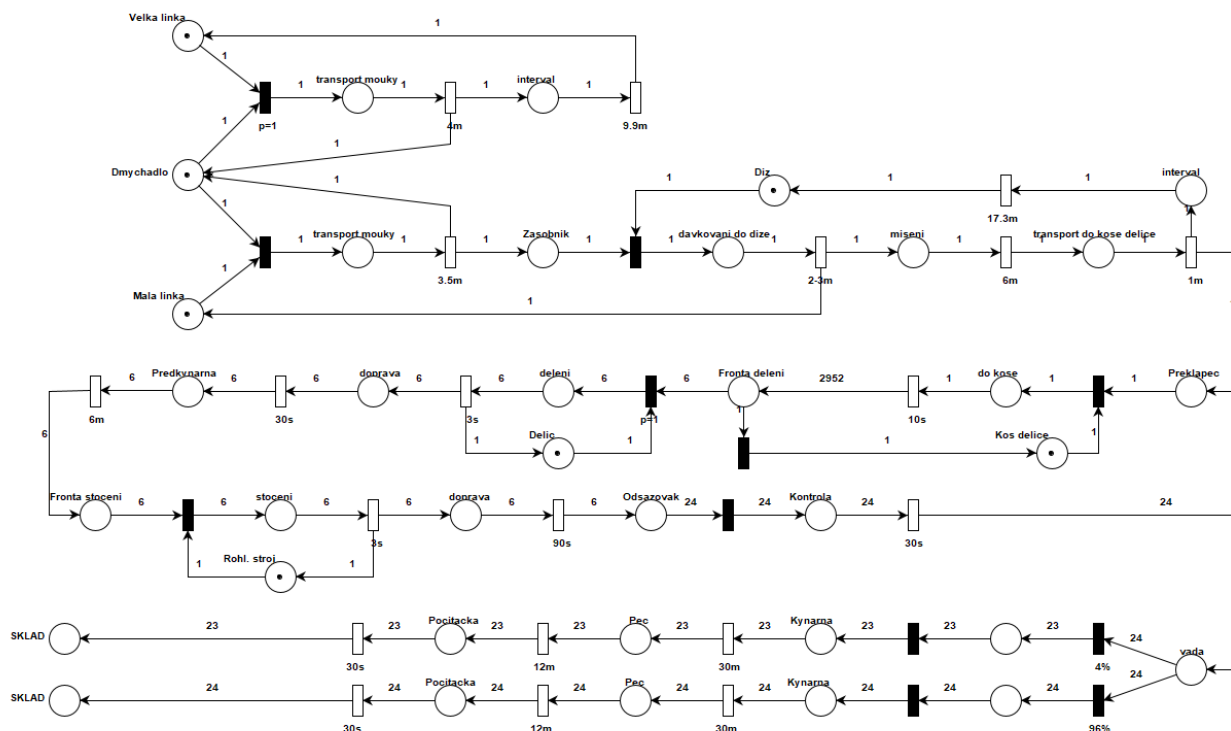 Velka linka
1
1
1 transport mouky 1 1 interval 1
p=1 4m 9.9m
1
1
Dmychadlo
1
Diz
1
1
1
interval
17.3m
1
1
1 transport mouky 1 1 Zasobnik 1 1 davkovani do dize 1 1 miseni 1 1 transport do kose delice 1 1
3.5m 2-3m 6m 1m
Mala linka
1
1
6 Predkynarna 6 6 doprava 6 6 deleni 6 6 Fronta deleni 2952 1 do kose 1 1 Preklapec
6m 30s 3s p=1 10s
1
6
1 Delic 1
1 Kos delice 1
Fronta stoceni 6 6 stoceni 6 6 doprava 6 6 Odsazovak 24 24 Kontrola 24 24
3s 90s 30s
1 Rohl. stroj 1
SKLAD 23 23 Pocitacka 23 23 Pec 23 23 Kynarna 23 23 23 24
30s 12m 30m 4%
vada
24
SKLAD 24 24 Pocitacka 24 24 Pec 24 24 Kynarna 24 24 24
30s 12m 30m 96%